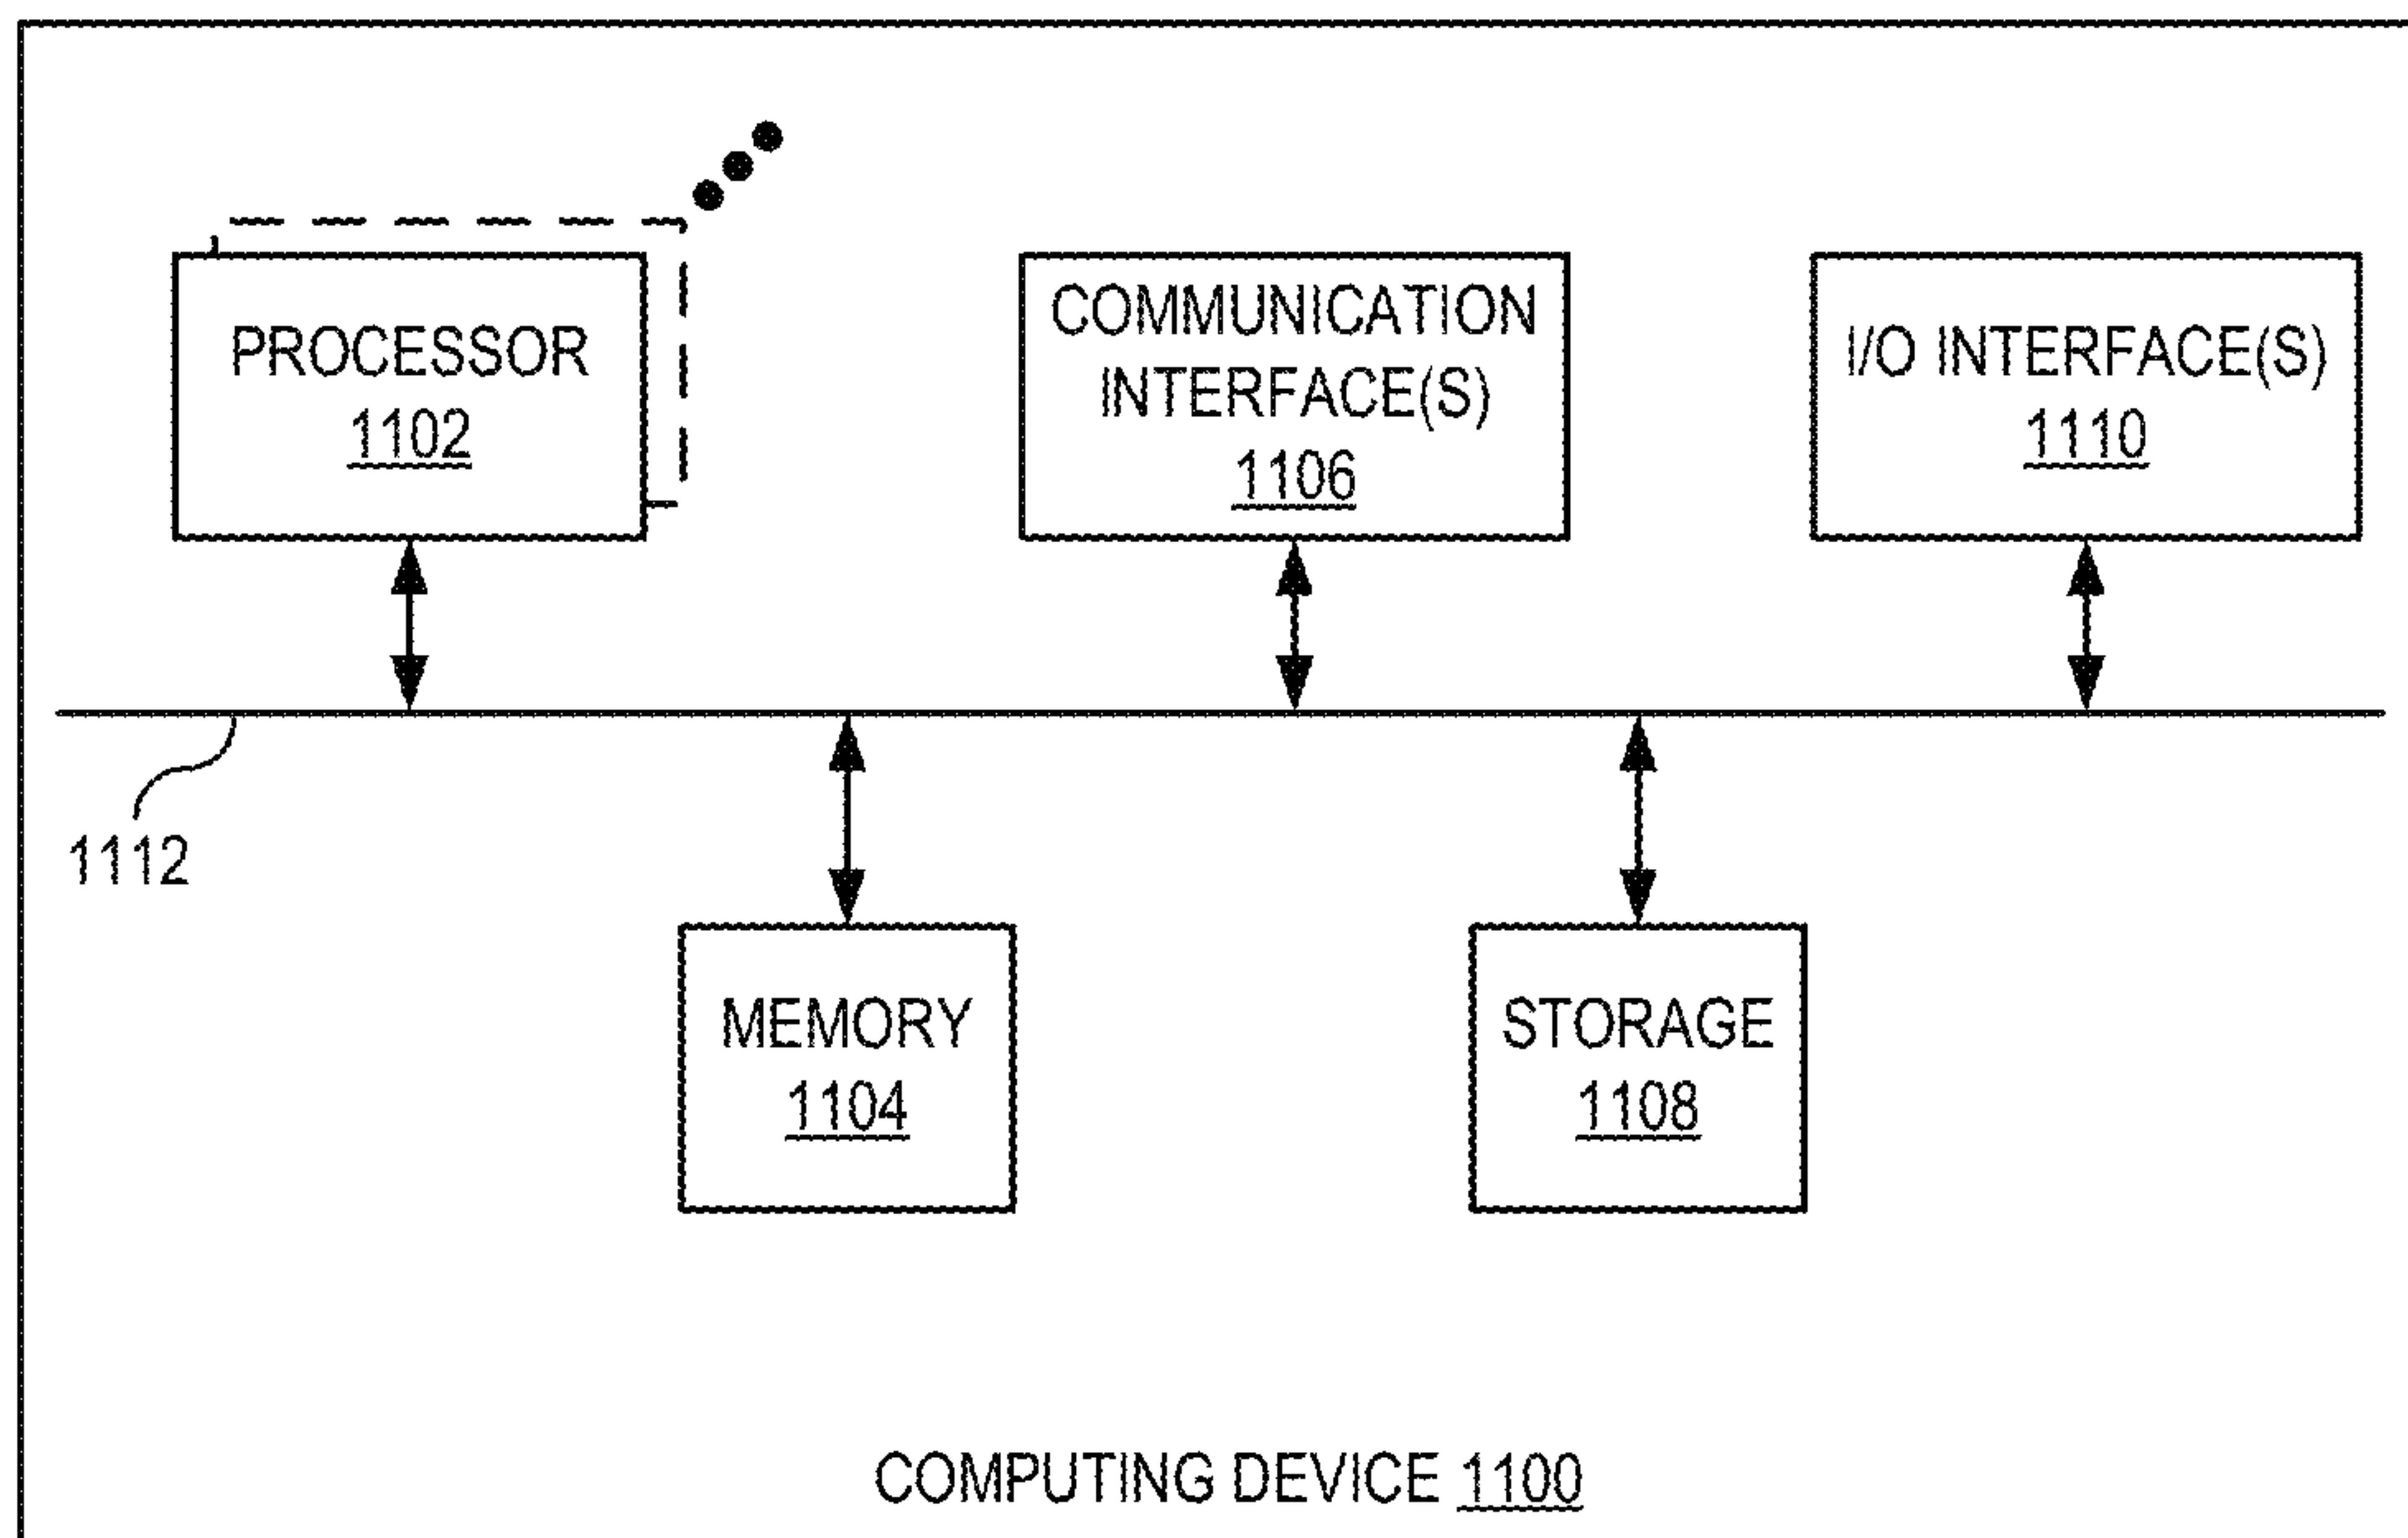 PROCESSOR
1102
COMMUNICATION
INTERFACE(S)
1106
I/O INTERFACE(S)
1110
1112
MEMORY
1104
STORAGE
1108
COMPUTING DEVICE 1100